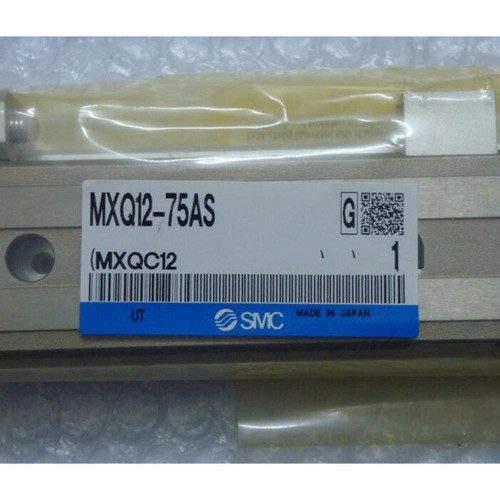 MXQ12-75AS
G
(MXQC12
1
UT
SMC
MADE IN JAPAN